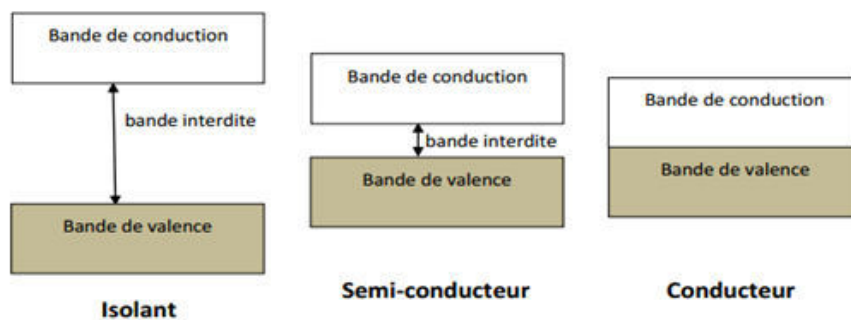 Bande de conduction
bande interdite
Bande de valence
Isolant
Bande de conduction
bande interdite
Bande de valence
Semi-conducteur
Bande de conduction
Bande de valence
Conducteur